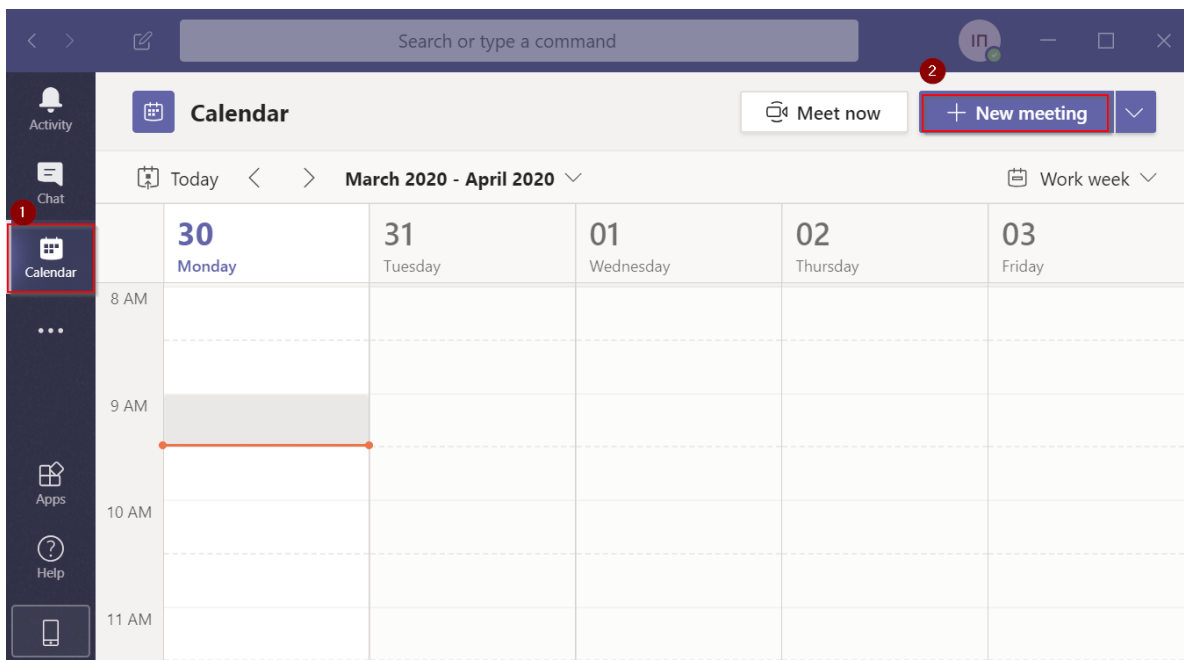 Search or type a command
ІП
2
Activity
Calendar
Meet now
New meeting
Chat
Today
March 2020 - April 2020
Work week
1
Calendar
30
Monday
31
Tuesday
01
Wednesday
02
Thursday
03
Friday
8 AM
9 AM
10 AM
11 AM
Apps
Help